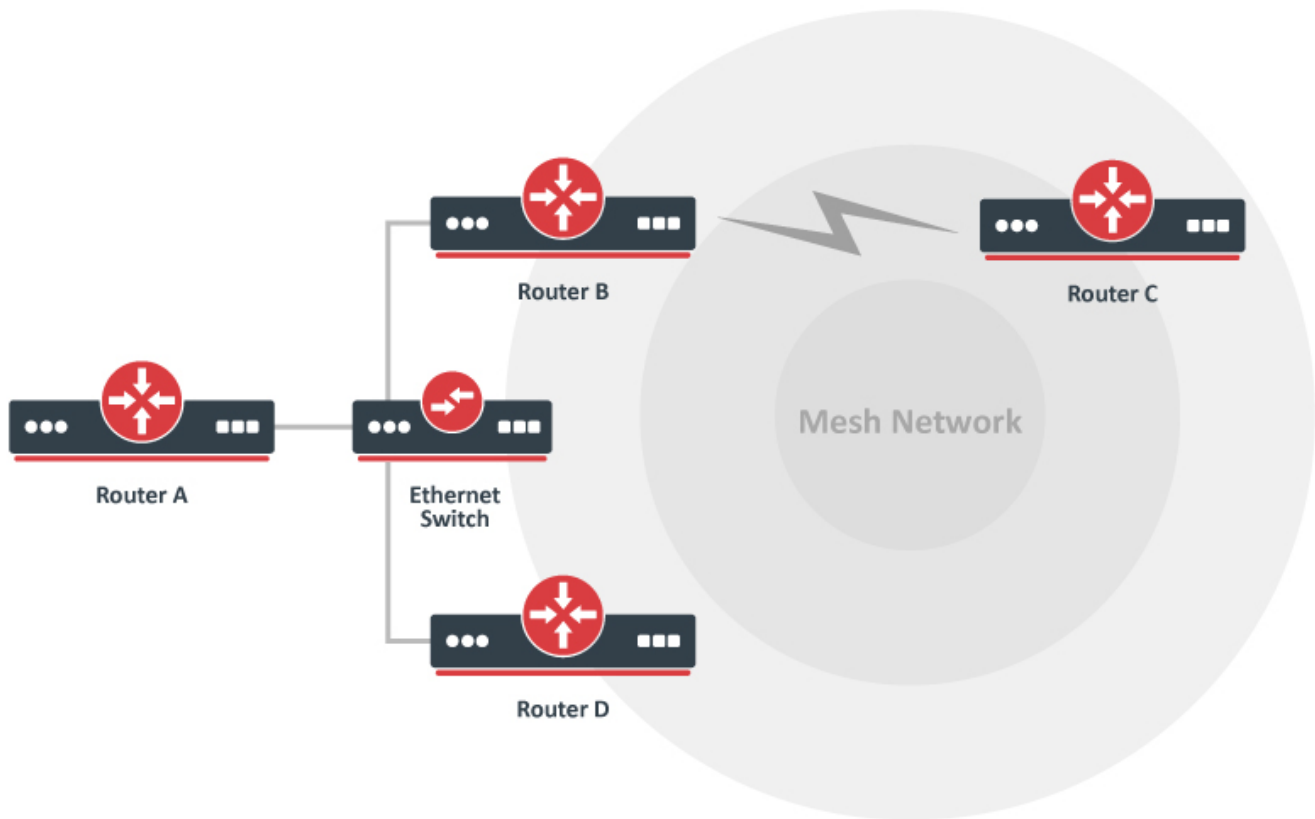 Router B
Router C
Mesh Network
Router A
Ethernet
Switch
Router D